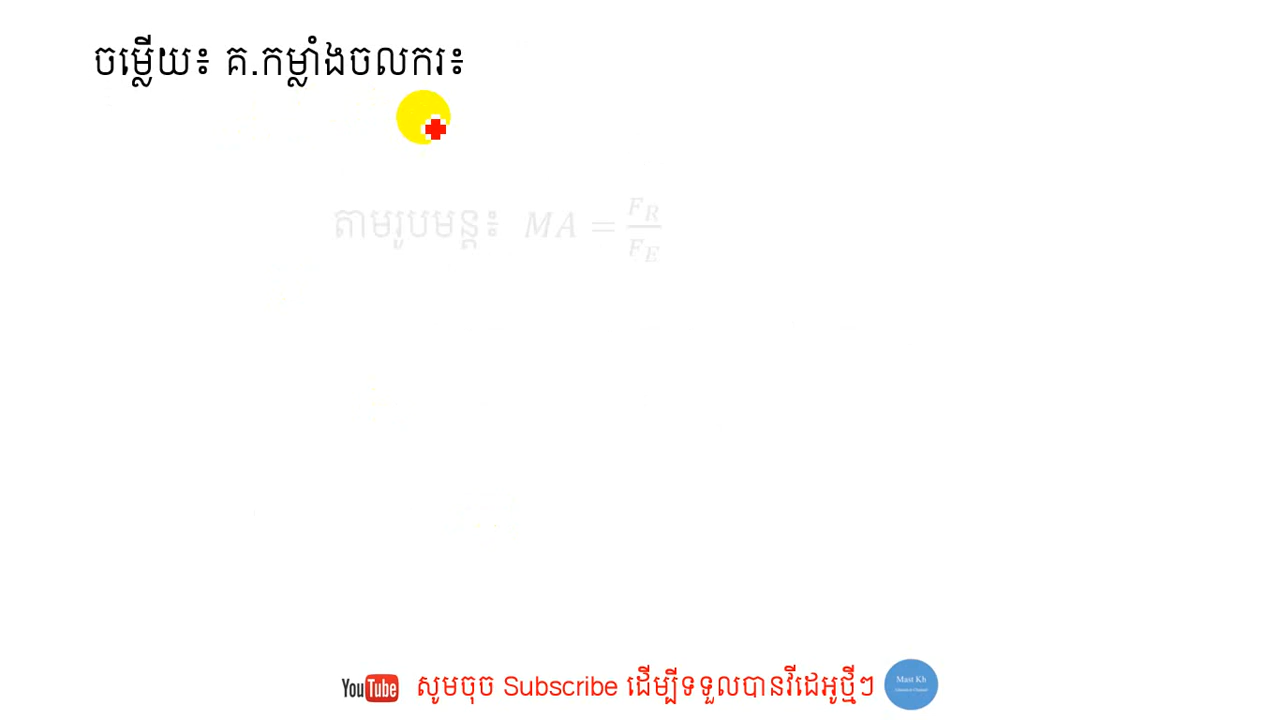 ចម្លើយ៖ គ.កម្លាំងចលករ៖
តាមរូបមន្ត៖ MA = F_R / F_E
YouTube សូមចុច Subscribe ដើម្បីទទួលបានវីដេអូថ្មីៗ Mast Kh